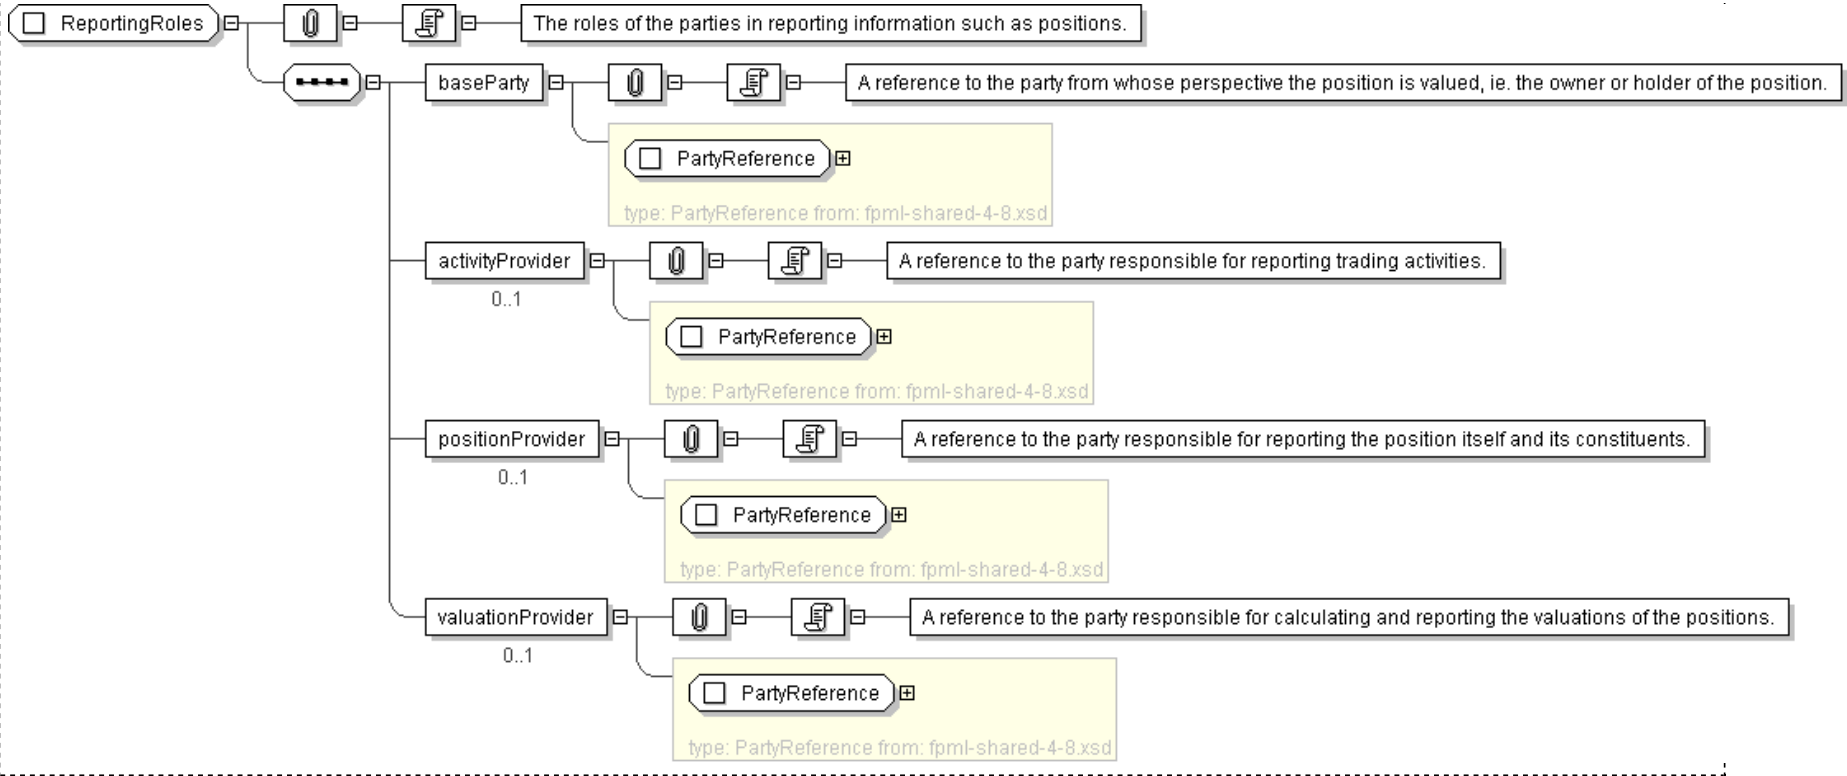 ReportingRoles
The roles of the parties in reporting information such as positions.
baseParty
A reference to the party from whose perspective the position is valued, ie. the owner or holder of the position.
PartyReference
type: PartyReference from: fpml-shared-4-8.xsd
activityProvider
A reference to the party responsible for reporting trading activities.
0..1
PartyReference
type: PartyReference from: fpml-shared-4-8.xsd
positionProvider
A reference to the party responsible for reporting the position itself and its constituents.
0..1
PartyReference
type: PartyReference from: fpml-shared-4-8.xsd
valuationProvider
A reference to the party responsible for calculating and reporting the valuations of the positions.
0..1
PartyReference
type: PartyReference from: fpml-shared-4-8.xsd